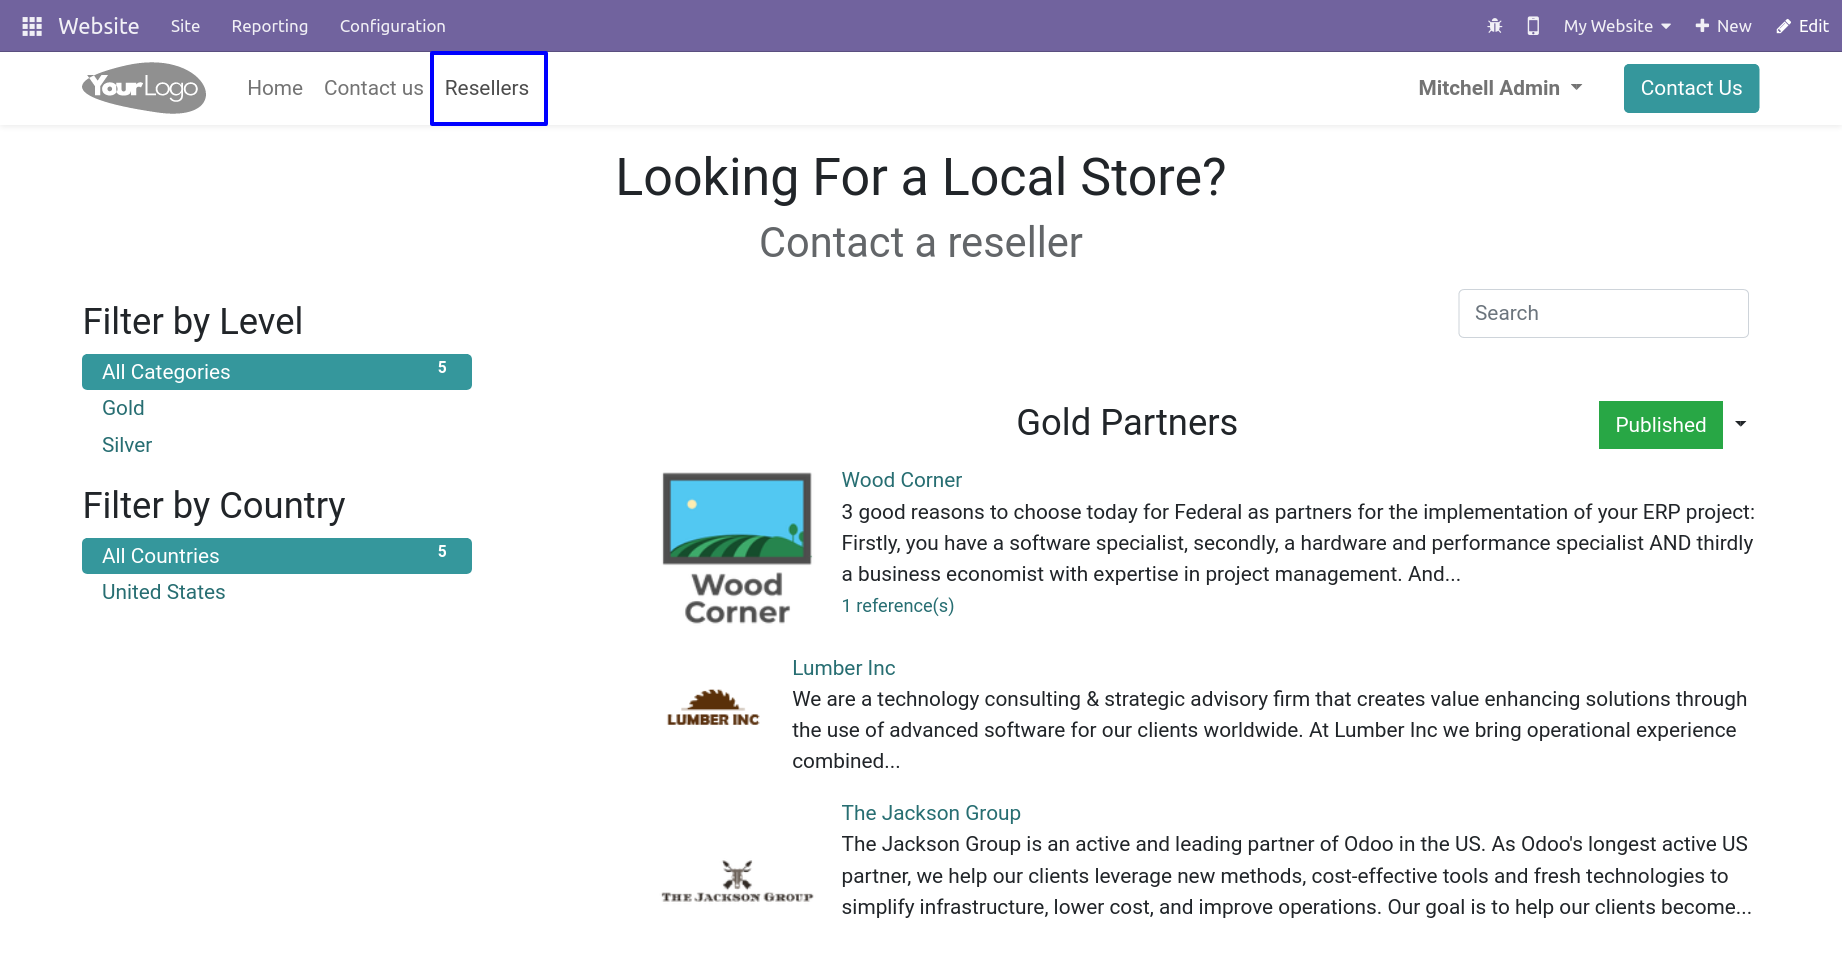 Website Site Reporting Configuration My Website New Edit
YourLogo Home Contact us Resellers Mitchell Admin Contact Us
Looking For a Local Store?
Contact a reseller
Filter by Level
Search
All Categories 5
Gold
Silver
Filter by Country
All Countries 5
United States
Gold Partners Published
Wood Corner
Wood Corner
3 good reasons to choose today for Federal as partners for the implementation of your ERP project:
Firstly, you have a software specialist, secondly, a hardware and performance specialist AND thirdly
a business economist with expertise in project management. And...
1 reference(s)
LUMBER INC
Lumber Inc
We are a technology consulting & strategic advisory firm that creates value enhancing solutions through
the use of advanced software for our clients worldwide. At Lumber Inc we bring operational experience
combined...
THE JACKSON GROUP
The Jackson Group
The Jackson Group is an active and leading partner of Odoo in the US. As Odoo's longest active US
partner, we help our clients leverage new methods, cost-effective tools and fresh technologies to
simplify infrastructure, lower cost, and improve operations. Our goal is to help our clients become...